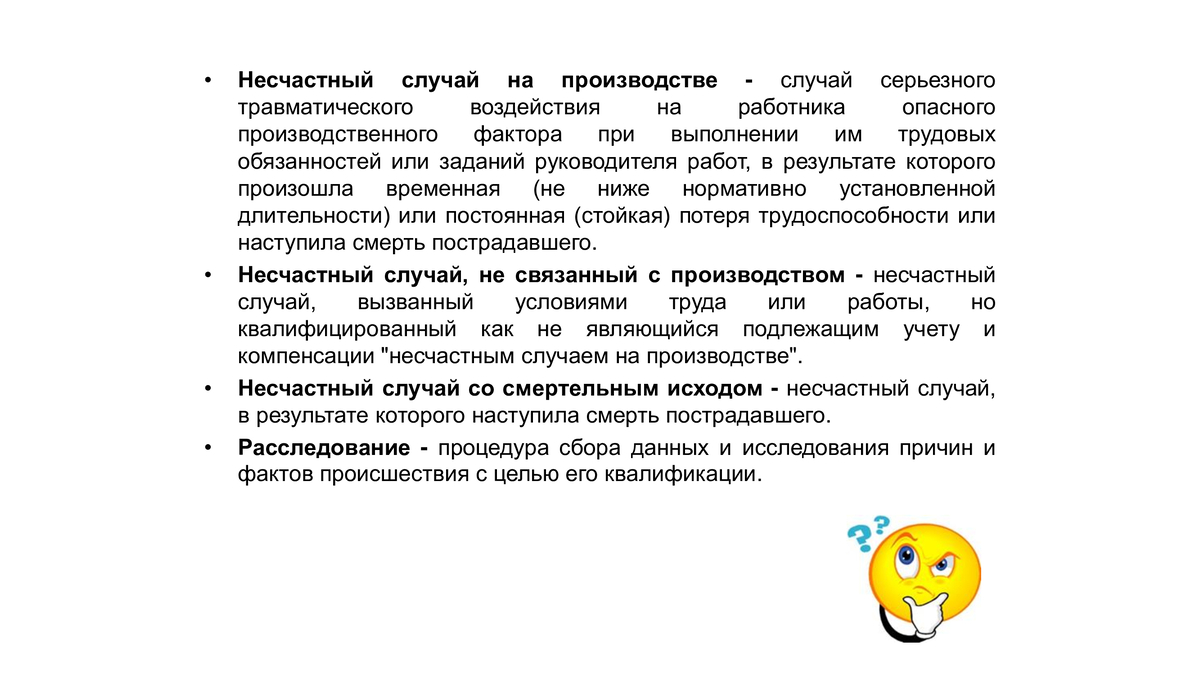 • Несчастный случай на производстве - случай серьезного
травматического воздействия на работника опасного
производственного фактора при выполнении им трудовых
обязанностей или заданий руководителя работ, в результате которого
произошла временная (не ниже нормативно установленной
длительности) или постоянная (стойкая) потеря трудоспособности или
наступила смерть пострадавшего.
• Несчастный случай, не связанный с производством - несчастный
случай, вызванный условиями труда или работы, но
квалифицированный как не являющийся подлежащим учету и
компенсации "несчастным случаем на производстве".
• Несчастный случай со смертельным исходом - несчастный случай,
в результате которого наступила смерть пострадавшего.
• Расследование - процедура сбора данных и исследования причин и
фактов происшествия с целью его квалификации.
??